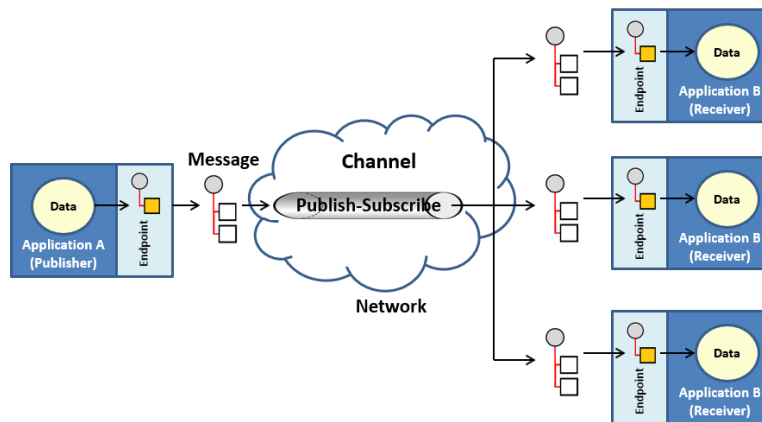 Data
Application A
(Publisher)
Endpoint
Message
Channel
Publish-Subscribe
Network
Endpoint
Data
Application B
(Receiver)
Endpoint
Data
Application B
(Receiver)
Endpoint
Data
Application B
(Receiver)